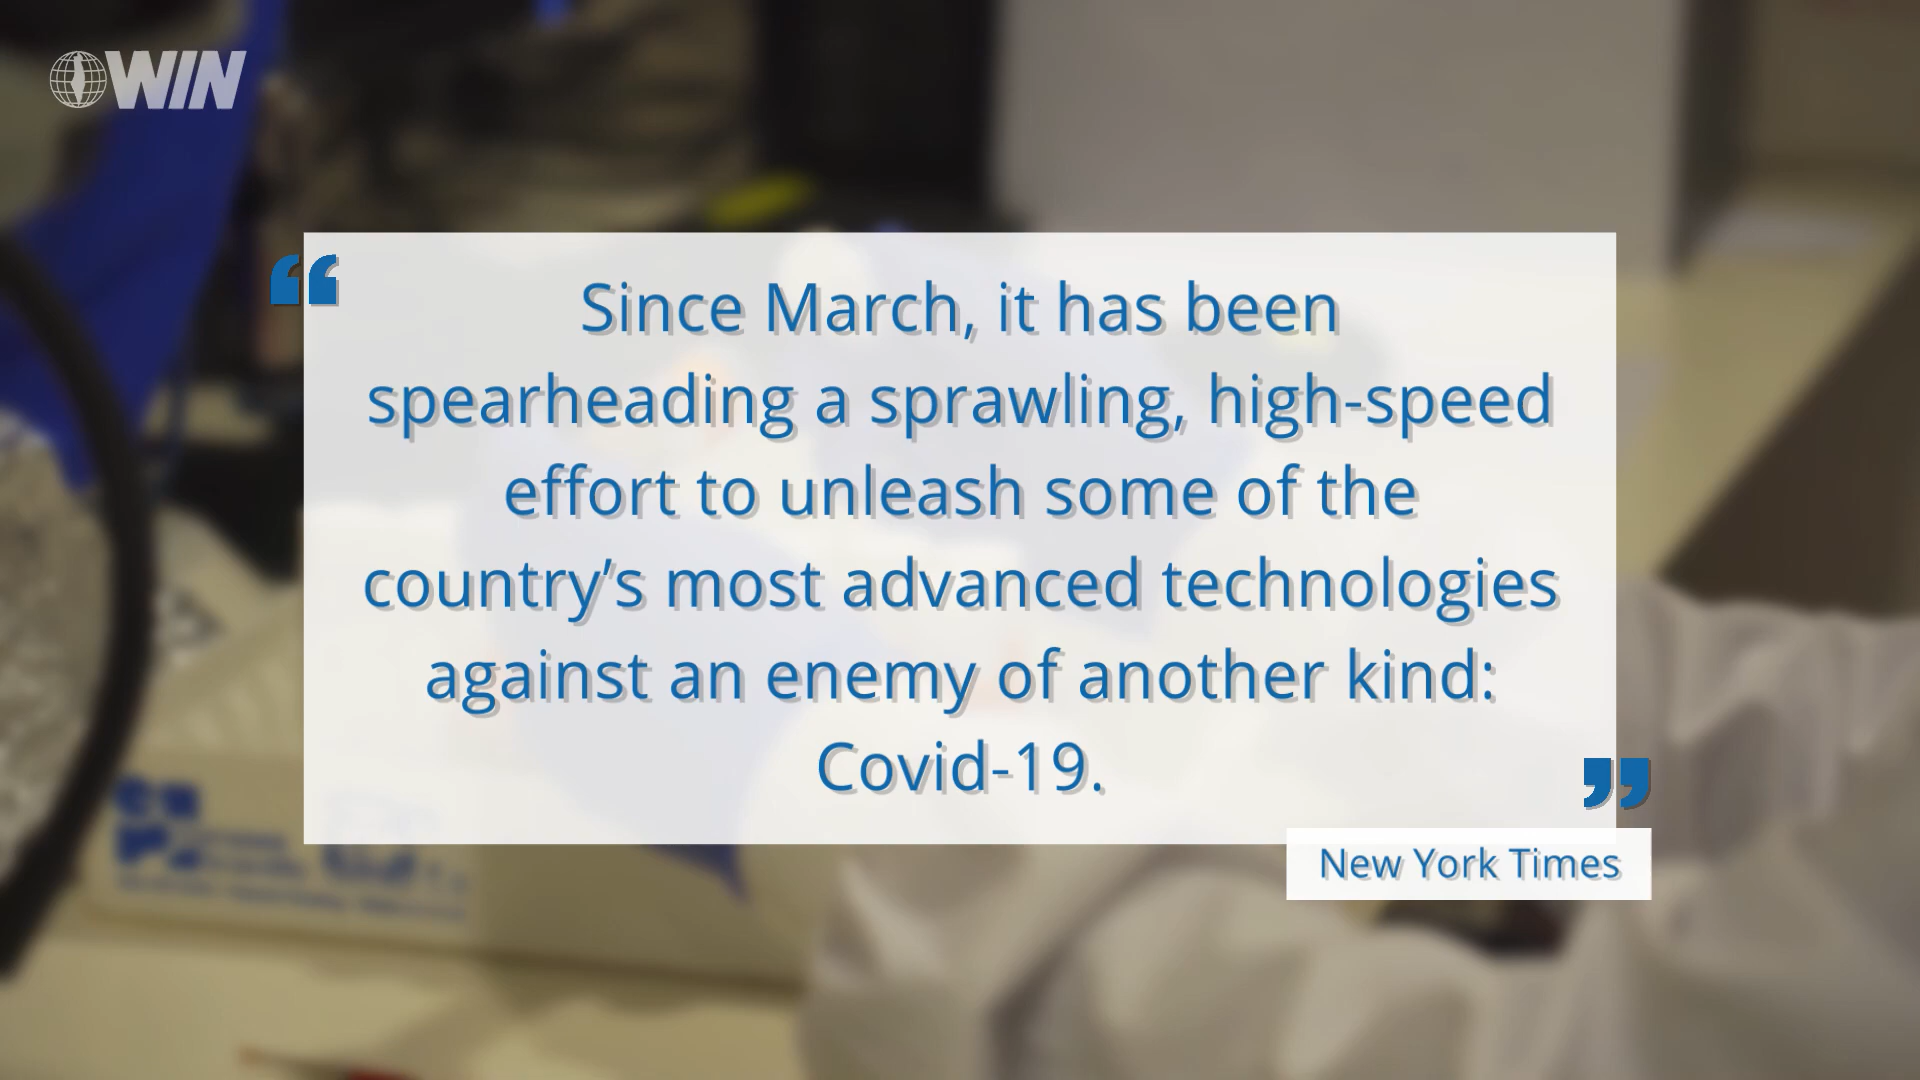 WIN
“
Since March, it has been
spearheading a sprawling, high-speed
effort to unleash some of the
country’s most advanced technologies
against an enemy of another kind:
Covid-19.
”
New York Times